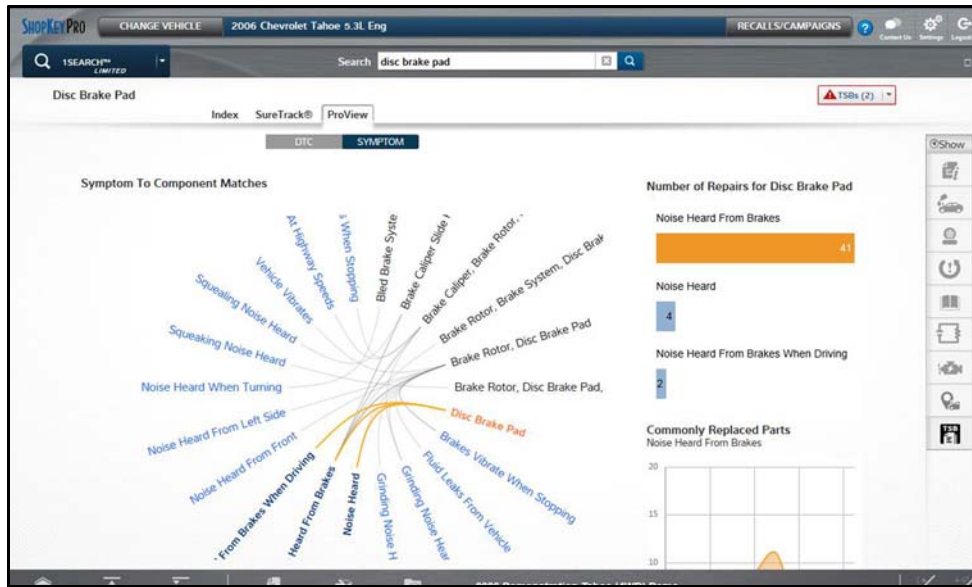 SHOPKEYPRO CHANGE VEHICLE 2006 Chevrolet Tahoe 5.3L Eng RECALLS/CAMPAIGNS ? Contact Us Settings Logout
1SEARCH™ Search disc brake pad
LIMITED
Disc Brake Pad TSBs (2)
Index SureTrack® ProView
DTC SYMPTOM
Show
Symptom To Component Matches
At Highway Speeds
s When Stopping
Bled Brake Syste
Brake Caliper Slide
Brake Caliper, Brake Rotor,
Brake Rotor, Brake System, Disc Brak
Brake Rotor, Disc Brake Pad
Brake Rotor, Disc Brake Pad,
Disc Brake Pad
Brakes Vibrate When Stopping
Fluid Leaks From Vehicle
Grinding Noise Hear
Grinding Noise H
Noise Heard
Heard From Brakes
From Brakes When Driving
Noise Heard From Front
Noise Heard From Left Side
Noise Heard When Turning
Squeaking Noise Heard
Squealing Noise Heard
Vehicle Vibrates
Number of Repairs for Disc Brake Pad
Noise Heard From Brakes
41
Noise Heard
4
Noise Heard From Brakes When Driving
2
Commonly Replaced Parts
Noise Heard From Brakes
20
15
10
TSB